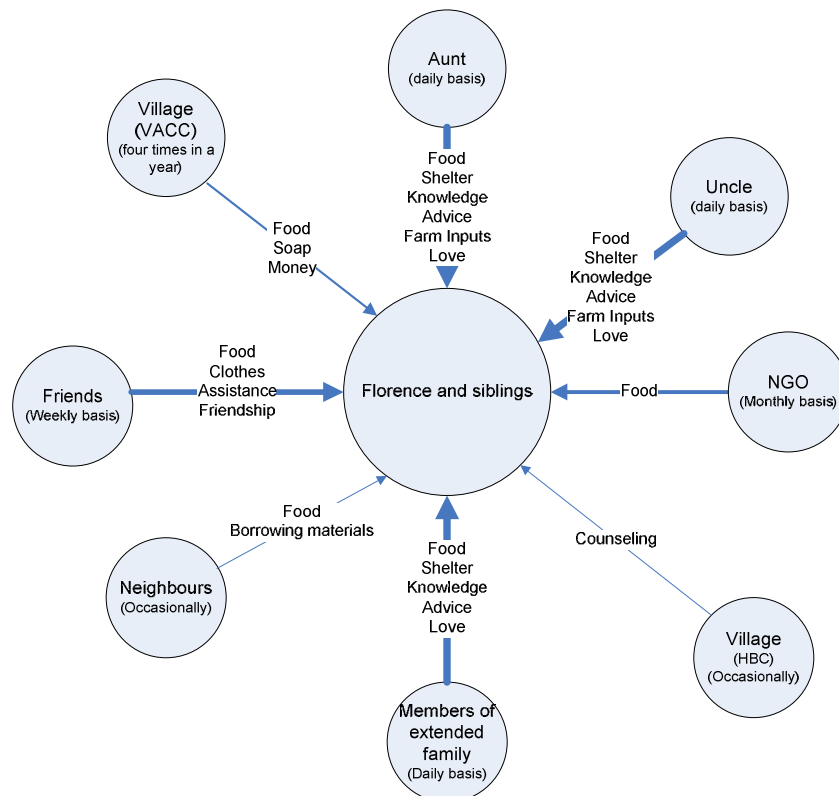 Aunt
(daily basis)
Village
(VACC)
(four times in a
year)
Uncle
(daily basis)
Food
Shelter
Knowledge
Advice
Farm Inputs
Love
Food
Soap
Money
Food
Shelter
Knowledge
Advice
Farm Inputs
Love
Friends
(Weekly basis)
Food
Clothes
Assistance
Friendship
Florence and siblings
Food
NGO
(Monthly basis)
Food
Borrowing materials
Counseling
Neighbours
(Occasionally)
Food
Shelter
Knowledge
Advice
Love
Village
(HBC)
(Occasionally)
Members of
extended
family
(Daily basis)